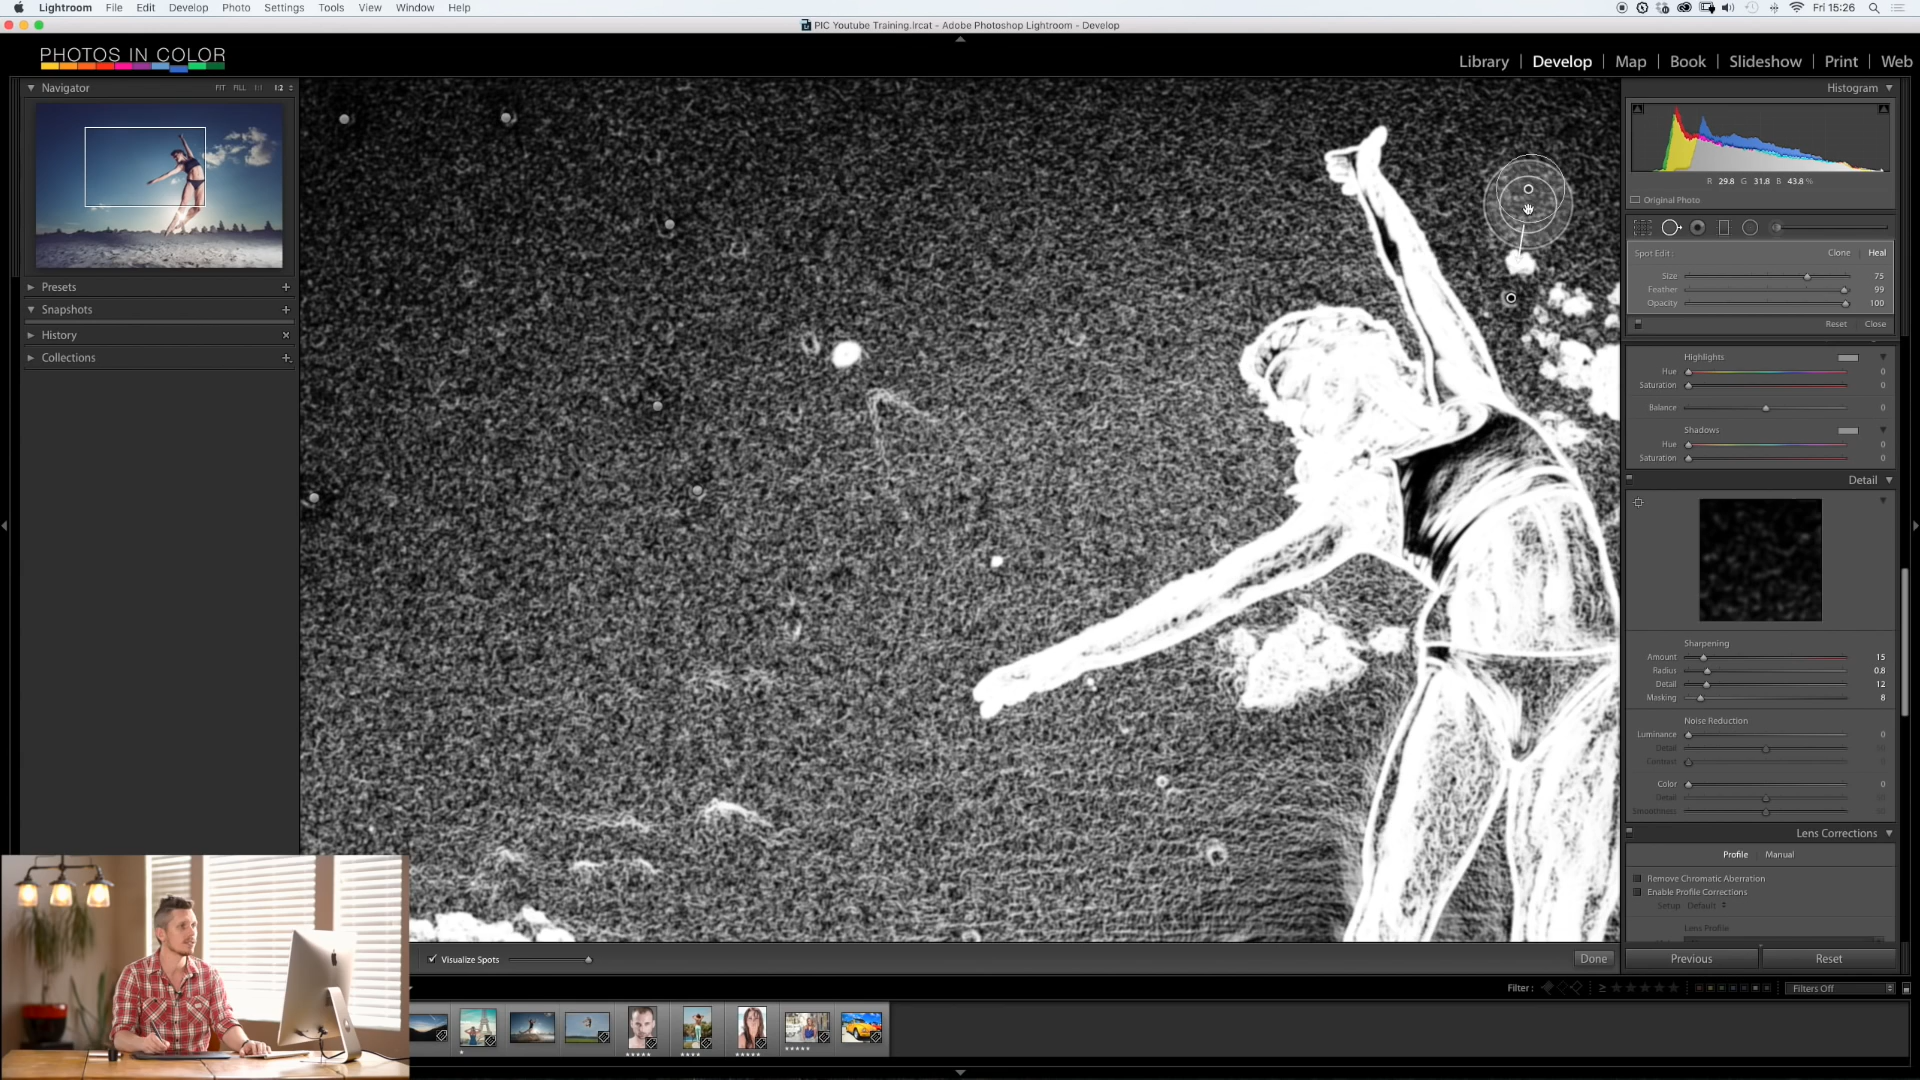 Lightroom File Edit Develop Photo Settings Tools View Window Help Fri 15:26
PIC Youtube Training.lrcat - Adobe Photoshop Lightroom - Develop
PHOTOS IN COLOR
Library Develop Map Book Slideshow Print Web
Navigator FIT FILL 1:1 1:2
Presets
Snapshots
History
Collections
Histogram
R 29.8 G 31.8 B 43.8 %
Original Photo
Spot Edit : Clone Heal
Size 75
Feather 99
Opacity 100
Reset Close
Highlights
Hue 0
Saturation 0
Balance 0
Shadows
Hue 0
Saturation 0
Detail
Sharpening
Amount 15
Radius 0.8
Detail 12
Masking 8
Noise Reduction
Luminance 0
Detail
Contrast
Color 0
Detail
Smoothness
Lens Corrections
Profile Manual
Remove Chromatic Aberration
Enable Profile Corrections
Setup Default
Lens Profile
Visualize Spots Done
Previous Reset
Filter : Filters Off